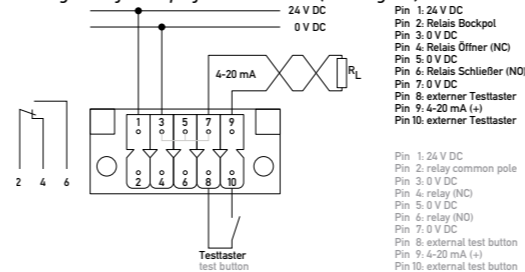 24 V DC
0 V DC
4-20 mA
RL
1 3 5 7 9
2 4 6 8 10
2 4 6
Testtaster
test button
Pin 1: 24 V DC
Pin 2: Relais Bockpol
Pin 3: 0 V DC
Pin 4: Relais Öffner (NC)
Pin 5: 0 V DC
Pin 6: Relais Schließer (NO)
Pin 7: 0 V DC
Pin 8: externer Testtaster
Pin 9: 4-20 mA (+)
Pin 10: externer Testtaster
Pin 1: 24 V DC
Pin 2: relay common pole
Pin 3: 0 V DC
Pin 4: relay (NC)
Pin 5: 0 V DC
Pin 6: relay (NO)
Pin 7: 0 V DC
Pin 8: external test button
Pin 9: 4-20 mA (+)
Pin 10: external test button